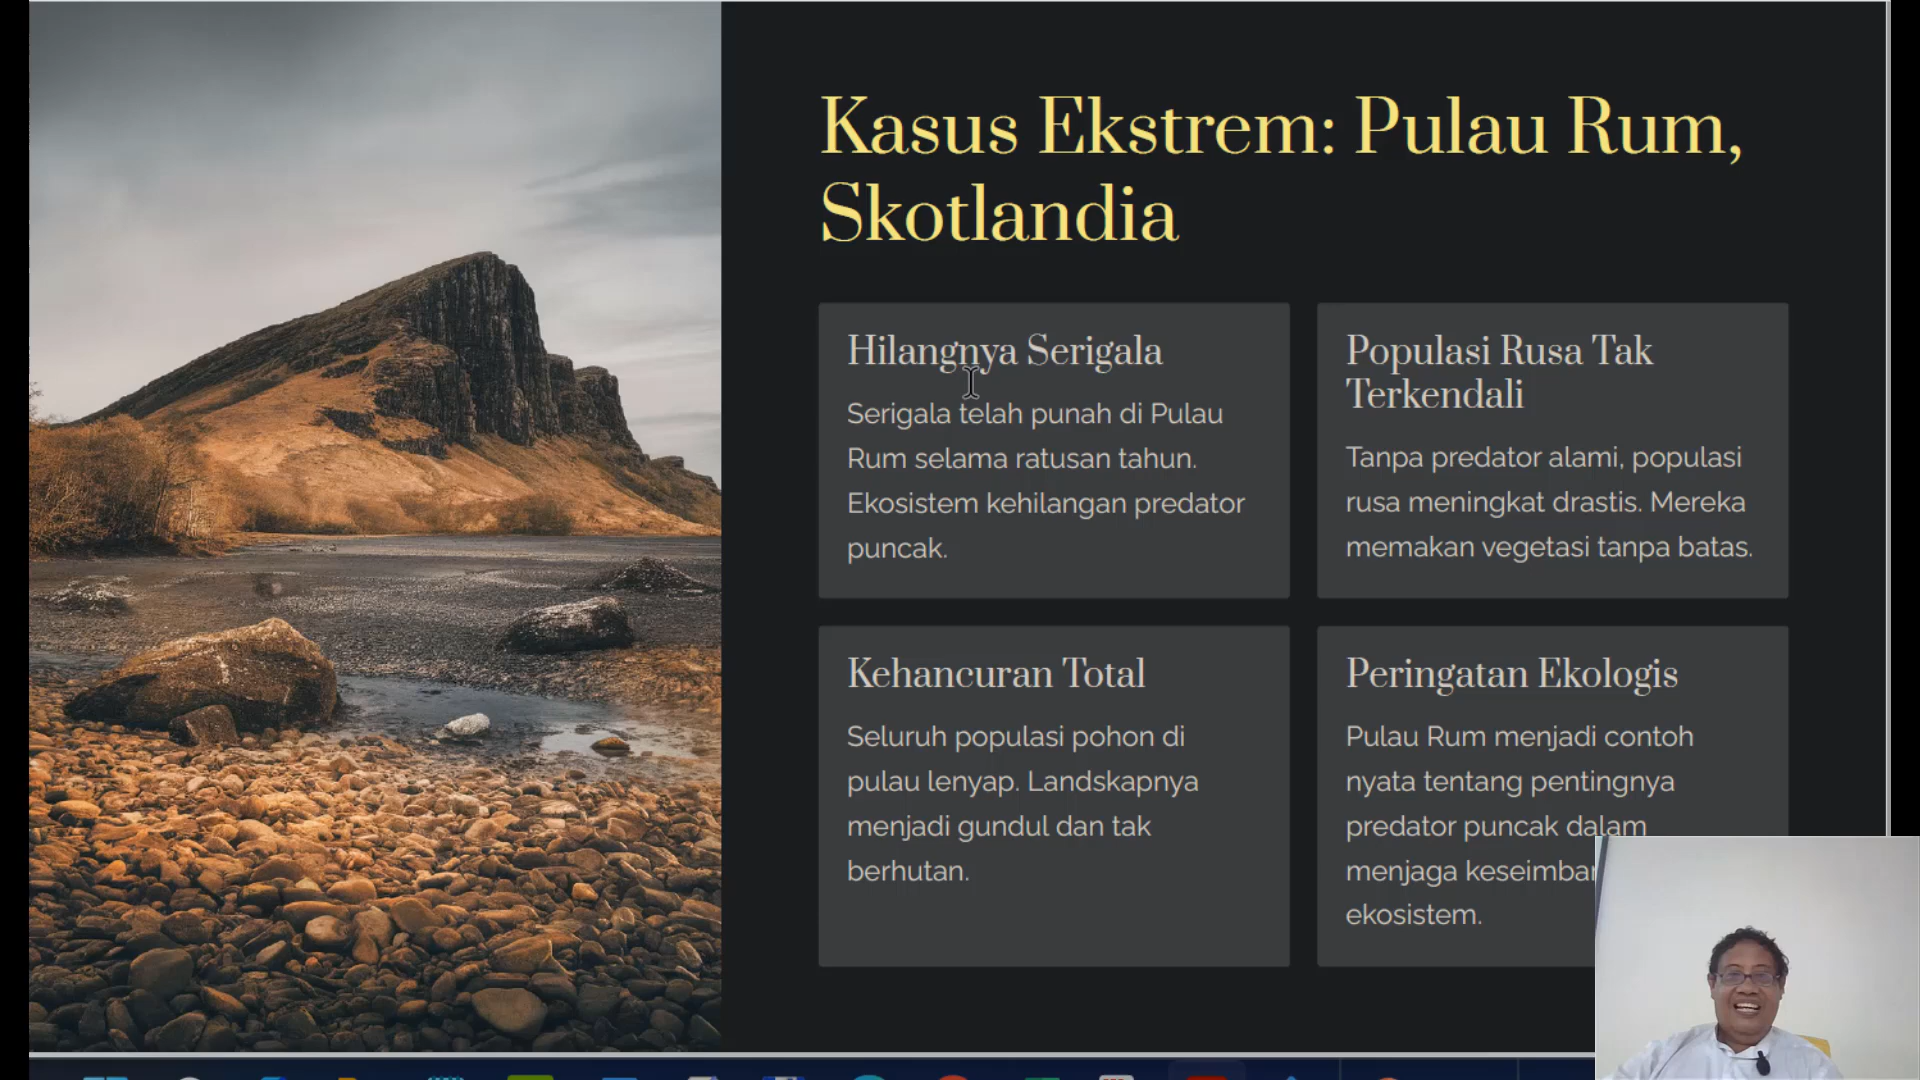 Kasus Ekstrem: Pulau Rum,
Skotlandia
Hilangnya Serigala
Serigala telah punah di Pulau
Rum selama ratusan tahun.
Ekosistem kehilangan predator
puncak.
Populasi Rusa Tak
Terkendali
Tanpa predator alami, populasi
rusa meningkat drastis. Mereka
memakan vegetasi tanpa batas.
Kehancuran Total
Seluruh populasi pohon di
pulau lenyap. Landskapnya
menjadi gundul dan tak
berhutan.
Peringatan Ekologis
Pulau Rum menjadi contoh
nyata tentang pentingnya
predator puncak dalam
menjaga
ekosistem.